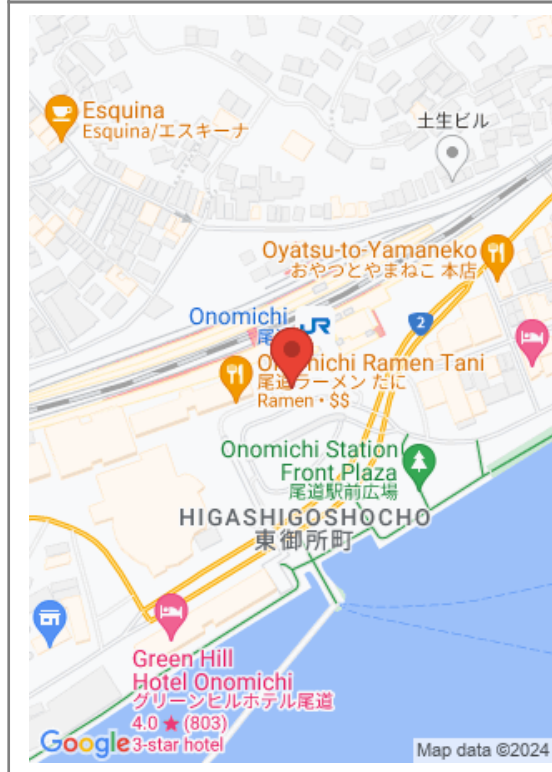 Esquina
Esquina/エスキーナ
土生ビル
Oyatsu-to-Yamaneko
おやつとやまねこ 本店
Onomichi
尾道
JR
2
Onomichi Ramen Tani
尾道ラーメン だに
Ramen • $$
Onomichi Station
Front Plaza
尾道駅前広場
HIGASHIGOSHOCHO
東御所町
Green Hill
Hotel Onomichi
グリーンヒルホテル尾道
4.0 ★ (803)
3-star hotel
Google
Map data ©2024